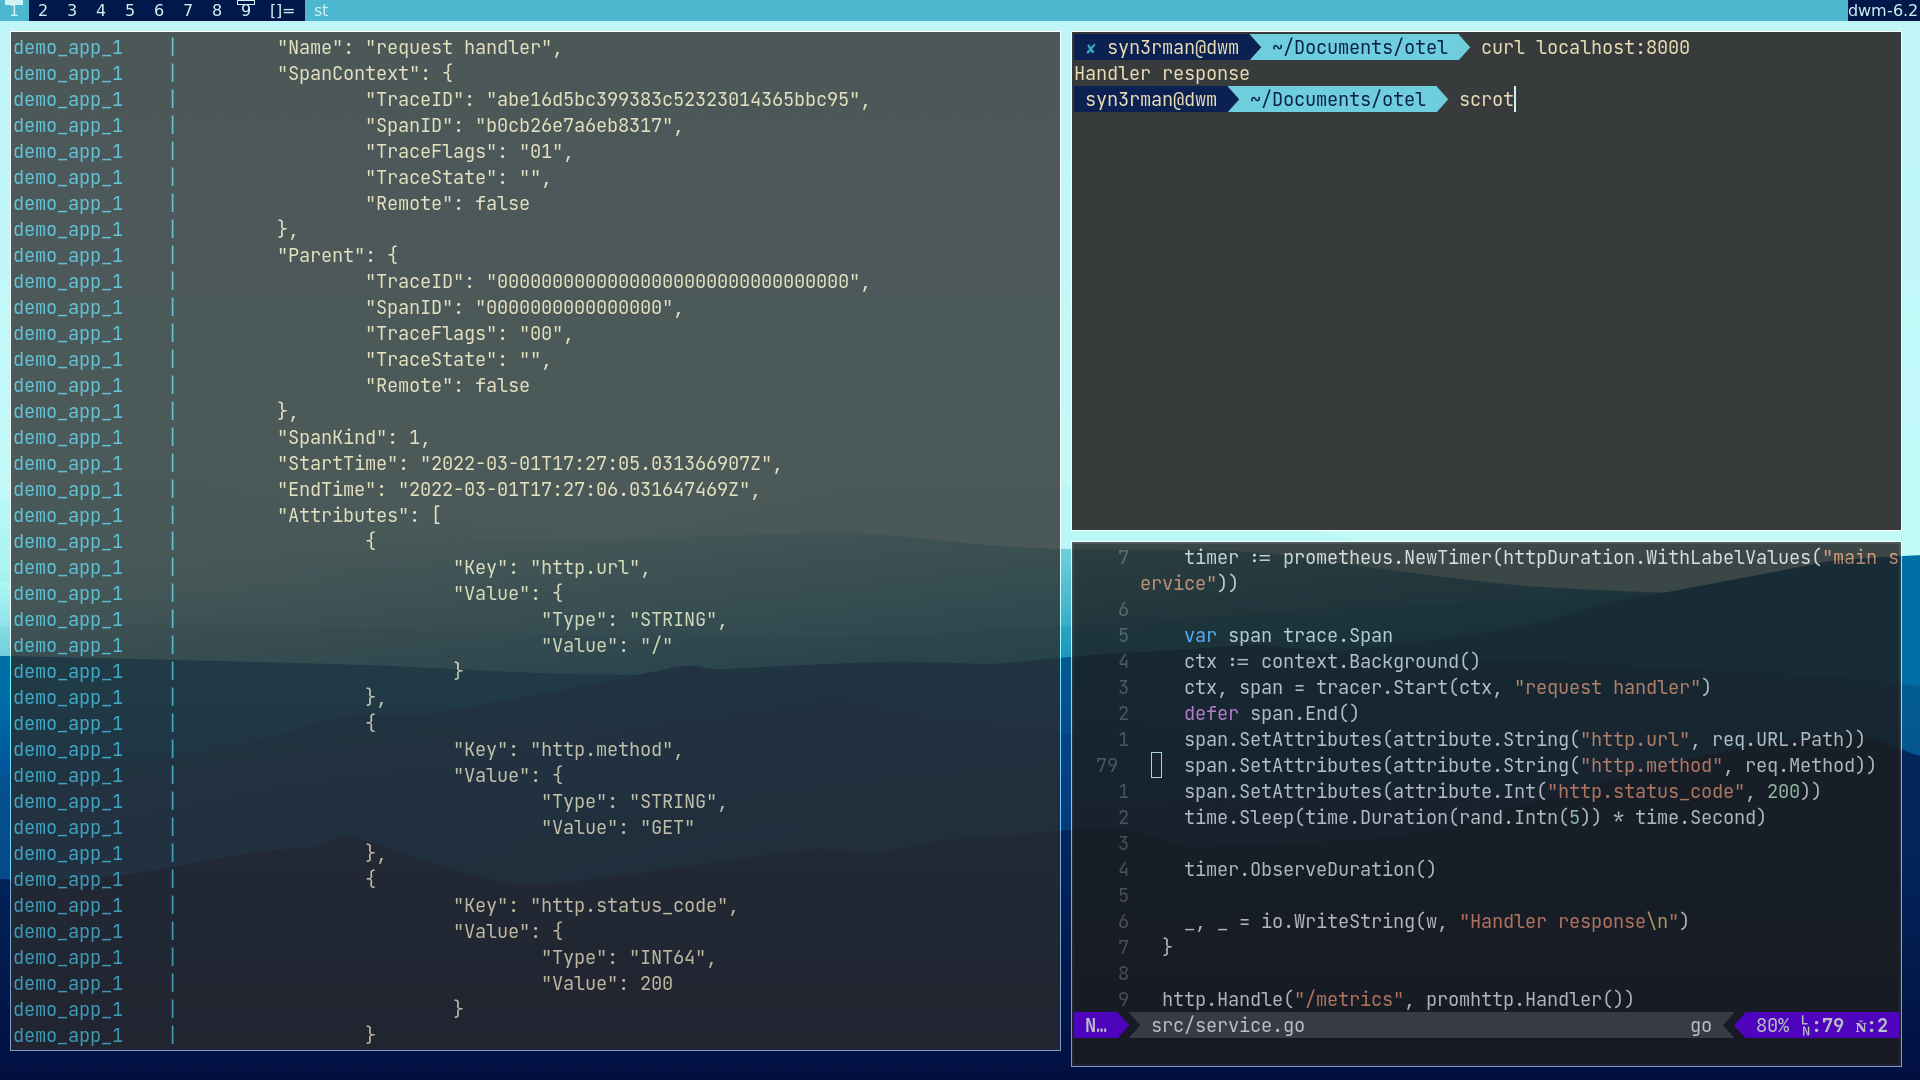 1 2 3 4 5 6 7 8 9 []= st dwm-6.2
demo_app_1 | "Name": "request handler",
demo_app_1 | "SpanContext": {
demo_app_1 | "TraceID": "abe16d5bc399383c52323014365bbc95",
demo_app_1 | "SpanID": "b0cb26e7a6eb8317",
demo_app_1 | "TraceFlags": "01",
demo_app_1 | "TraceState": "",
demo_app_1 | "Remote": false
demo_app_1 | },
demo_app_1 | "Parent": {
demo_app_1 | "TraceID": "00000000000000000000000000000000",
demo_app_1 | "SpanID": "0000000000000000",
demo_app_1 | "TraceFlags": "00",
demo_app_1 | "TraceState": "",
demo_app_1 | "Remote": false
demo_app_1 | },
demo_app_1 | "SpanKind": 1,
demo_app_1 | "StartTime": "2022-03-01T17:27:05.031366907Z",
demo_app_1 | "EndTime": "2022-03-01T17:27:06.031647469Z",
demo_app_1 | "Attributes": [
demo_app_1 | {
demo_app_1 | "Key": "http.url",
demo_app_1 | "Value": {
demo_app_1 | "Type": "STRING",
demo_app_1 | "Value": "/"
demo_app_1 | }
demo_app_1 | },
demo_app_1 | {
demo_app_1 | "Key": "http.method",
demo_app_1 | "Value": {
demo_app_1 | "Type": "STRING",
demo_app_1 | "Value": "GET"
demo_app_1 | },
demo_app_1 | {
demo_app_1 | "Key": "http.status_code",
demo_app_1 | "Value": {
demo_app_1 | "Type": "INT64",
demo_app_1 | "Value": 200
demo_app_1 | }
demo_app_1 | }
✘ syn3rman@dwm ~/Documents/otel curl localhost:8000
Handler response
syn3rman@dwm ~/Documents/otel scrot
7 timer := prometheus.NewTimer(httpDuration.WithLabelValues("main s
ervice"))
6
5 var span trace.Span
4 ctx := context.Background()
3 ctx, span = tracer.Start(ctx, "request handler")
2 defer span.End()
1 span.SetAttributes(attribute.String("http.url", req.URL.Path))
79 span.SetAttributes(attribute.String("http.method", req.Method))
1 span.SetAttributes(attribute.Int("http.status_code", 200))
2 time.Sleep(time.Duration(rand.Intn(5)) * time.Second)
3
4 timer.ObserveDuration()
5
6 _, _ = io.WriteString(w, "Handler response\n")
7 }
8
9 http.Handle("/metrics", promhttp.Handler())
N… src/service.go go 80% LN:79 N:2